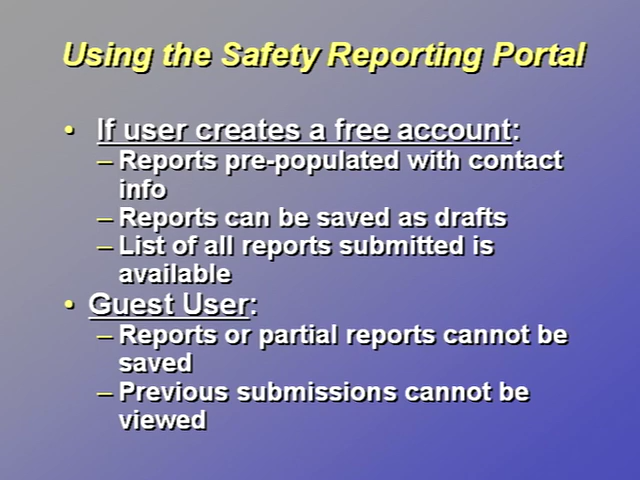 Using the Safety Reporting Portal
• If user creates a free account:
– Reports pre-populated with contact
info
– Reports can be saved as drafts
– List of all reports submitted is
available
• Guest User:
– Reports or partial reports cannot be
saved
– Previous submissions cannot be
viewed